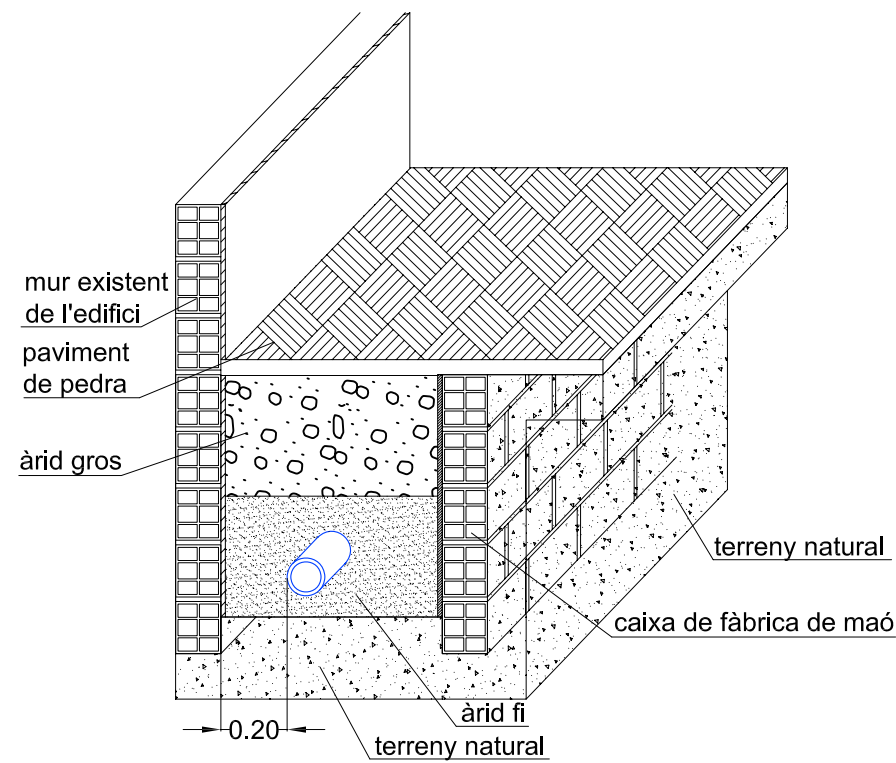 mur existent
de l'edifici
paviment
de pedra
àrid gros
terreny natural
caixa de fàbrica de maó
àrid fi
0.20
terreny natural